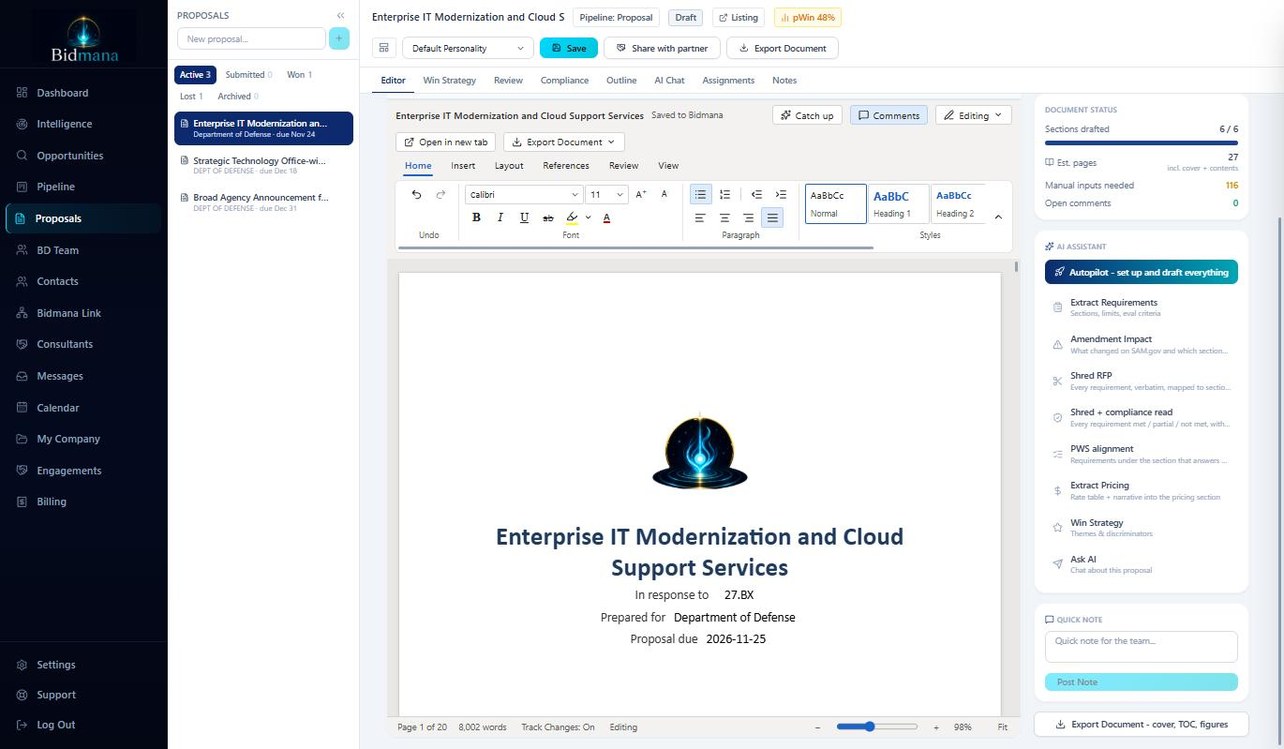 Bidmana
Dashboard
Intelligence
Opportunities
Pipeline
Proposals
BD Team
Contacts
Bidmana Link
Consultants
Messages
Calendar
My Company
Engagements
Billing
Settings
Support
Log Out
PROPOSALS
New proposal...
+
Active 3 Submitted 0 Won 1
Lost 1 Archived 0
Enterprise IT Modernization an...
Department of Defense · due Nov 24
Strategic Technology Office-wi...
DEPT OF DEFENSE · due Dec 18
Broad Agency Announcement f...
DEPT OF DEFENSE · due Dec 31
Enterprise IT Modernization and Cloud S Pipeline: Proposal Draft Listing pWin 48%
Default Personality Save Share with partner Export Document
Editor Win Strategy Review Compliance Outline AI Chat Assignments Notes
Enterprise IT Modernization and Cloud Support Services Saved to Bidmana Catch up Comments Editing
Open in new tab Export Document
Home Insert Layout References Review View
Calibri 11 A+ A
B I U ab A
Undo Font Paragraph Styles
AaBbCc AaBbC AaBbCc
Normal Heading 1 Heading 2
Enterprise IT Modernization and Cloud
Support Services
In response to 27.BX
Prepared for Department of Defense
Proposal due 2026-11-25
Page 1 of 20 8,002 words Track Changes: On Editing − + 98% Fit
DOCUMENT STATUS
Sections drafted 6 / 6
Est. pages 27
incl. cover + contents
Manual inputs needed 116
Open comments 0
AI ASSISTANT
Autopilot - set up and draft everything
Extract Requirements
Sections, limits, eval criteria
Amendment Impact
What changed on SAM.gov and which section...
Shred RFP
Every requirement, verbatim, mapped to sectio...
Shred + compliance read
Every requirement met / partial / not met, with...
PWS alignment
Requirements under the section that answers ...
Extract Pricing
Rate table + narrative into the pricing section
Win Strategy
Themes & discriminators
Ask AI
Chat about this proposal
QUICK NOTE
Quick note for the team...
Post Note
Export Document - cover, TOC, figures